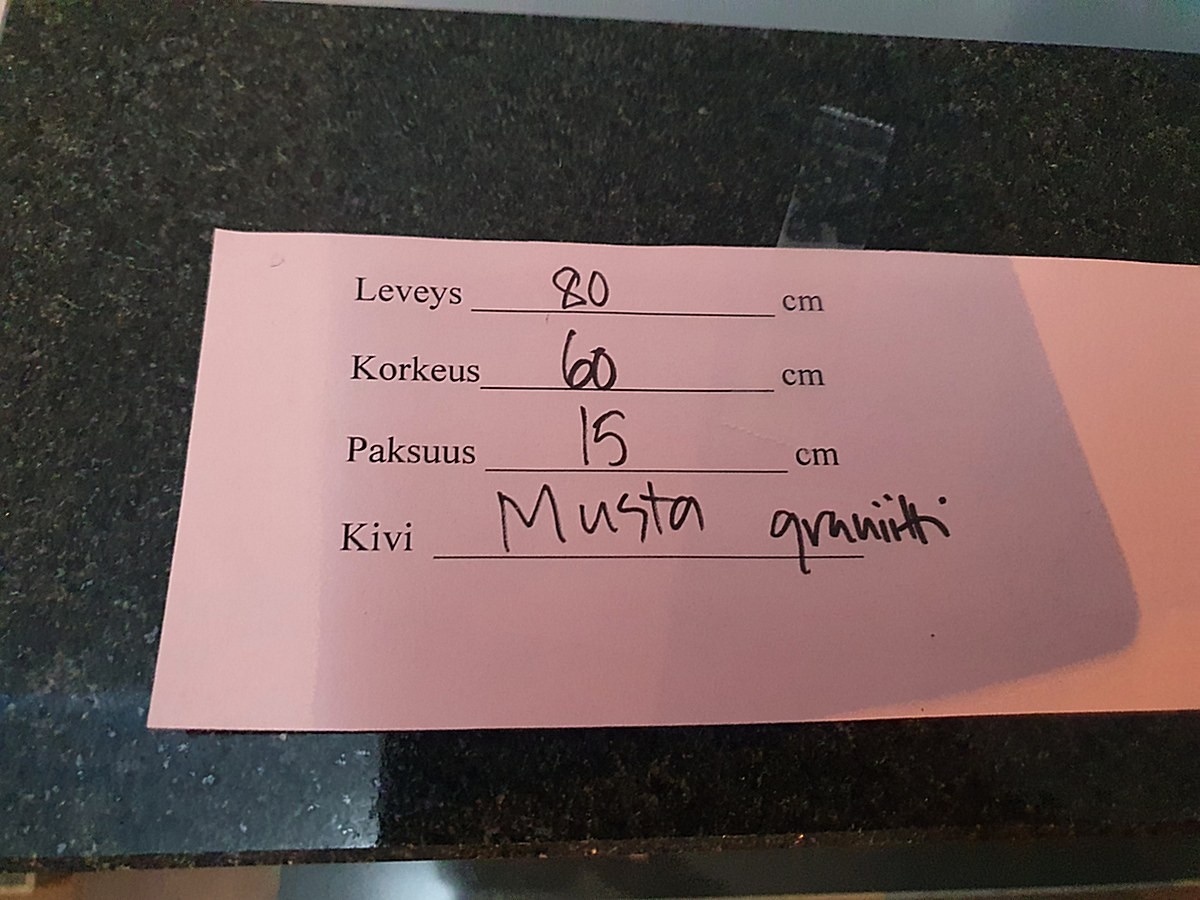 Leveys 80 cm
Korkeus 60 cm
Paksuus 15 cm
Kivi Musta graniitti